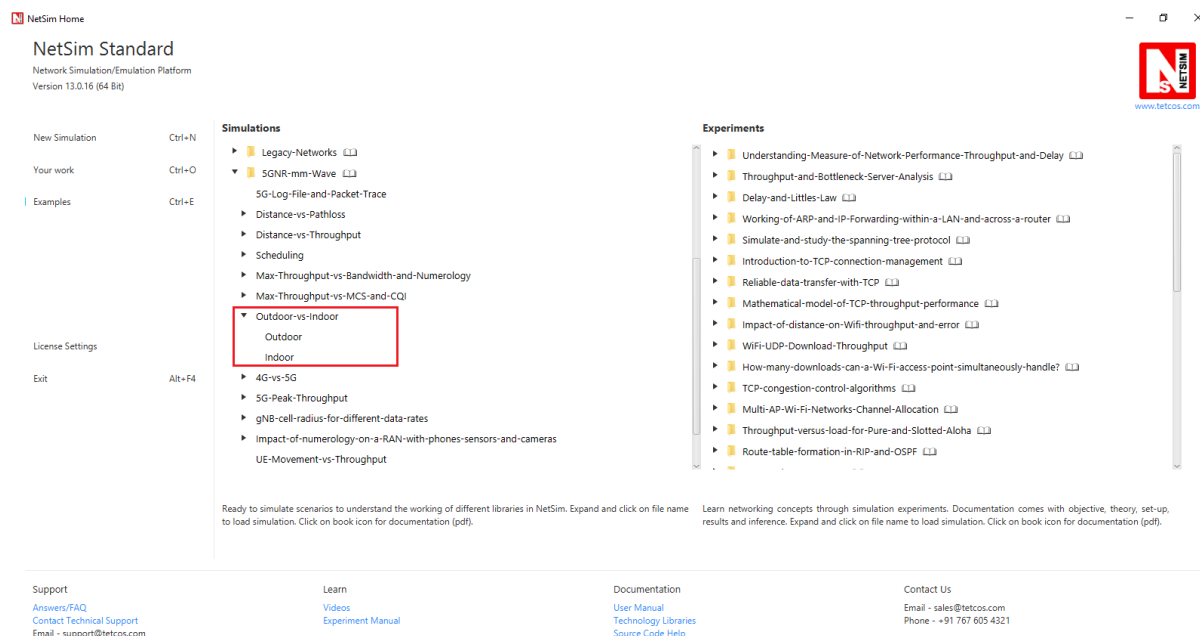 NetSim Home
NetSim Standard
Network Simulation/Emulation Platform
Version 13.0.16 (64 Bit)
NETSIM
www.tetcos.com
New Simulation Ctrl+N
Your work Ctrl+O
Examples Ctrl+E
License Settings
Exit Alt+F4
Simulations
Legacy-Networks
5GNR-mm-Wave
5G-Log-File-and-Packet-Trace
Distance-vs-Pathloss
Distance-vs-Throughput
Scheduling
Max-Throughput-vs-Bandwidth-and-Numerology
Max-Throughput-vs-MCS-and-CQI
Outdoor-vs-Indoor
Outdoor
Indoor
4G-vs-5G
5G-Peak-Throughput
gNB-cell-radius-for-different-data-rates
Impact-of-numerology-on-a-RAN-with-phones-sensors-and-cameras
UE-Movement-vs-Throughput
Ready to simulate scenarios to understand the working of different libraries in NetSim. Expand and click on file name
to load simulation. Click on book icon for documentation (pdf).
Experiments
Understanding-Measure-of-Network-Performance-Throughput-and-Delay
Throughput-and-Bottleneck-Server-Analysis
Delay-and-Littles-Law
Working-of-ARP-and-IP-Forwarding-within-a-LAN-and-across-a-router
Simulate-and-study-the-spanning-tree-protocol
Introduction-to-TCP-connection-management
Reliable-data-transfer-with-TCP
Mathematical-model-of-TCP-throughput-performance
Impact-of-distance-on-Wifi-throughput-and-error
WiFi-UDP-Download-Throughput
How-many-downloads-can-a-Wi-Fi-access-point-simultaneously-handle?
TCP-congestion-control-algorithms
Multi-AP-Wi-Fi-Networks-Channel-Allocation
Throughput-versus-load-for-Pure-and-Slotted-Aloha
Route-table-formation-in-RIP-and-OSPF
Learn networking concepts through simulation experiments. Documentation comes with objective, theory, set-up,
results and inference. Expand and click on file name to load simulation. Click on book icon for documentation (pdf).
Support
Answers/FAQ
Contact Technical Support
Email - support@tetcos.com
Learn
Videos
Experiment Manual
Documentation
User Manual
Technology Libraries
Source Code Help
Contact Us
Email - sales@tetcos.com
Phone - +91 767 605 4321